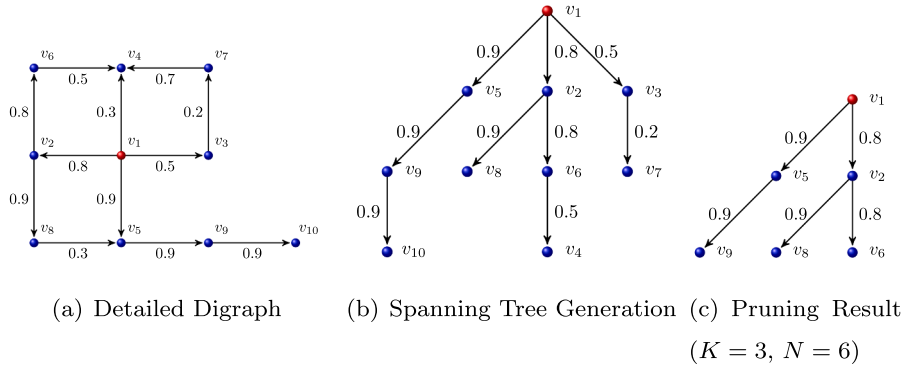 v1
0.9
0.8
0.5
v6
v4
v7
0.5
0.7
v5
v2
v3
0.8
0.3
0.2
v1
0.9
0.9
0.8
0.2
0.9
0.8
v2
v1
v3
0.8
0.5
v9
v8
v6
v7
v5
v2
0.9
0.9
0.9
0.5
0.9
0.9
0.8
v8
v5
v9
v10
0.3
0.9
0.9
v10
v4
v9
v8
v6
(a) Detailed Digraph
(b) Spanning Tree Generation
(c) Pruning Result
(K = 3, N = 6)